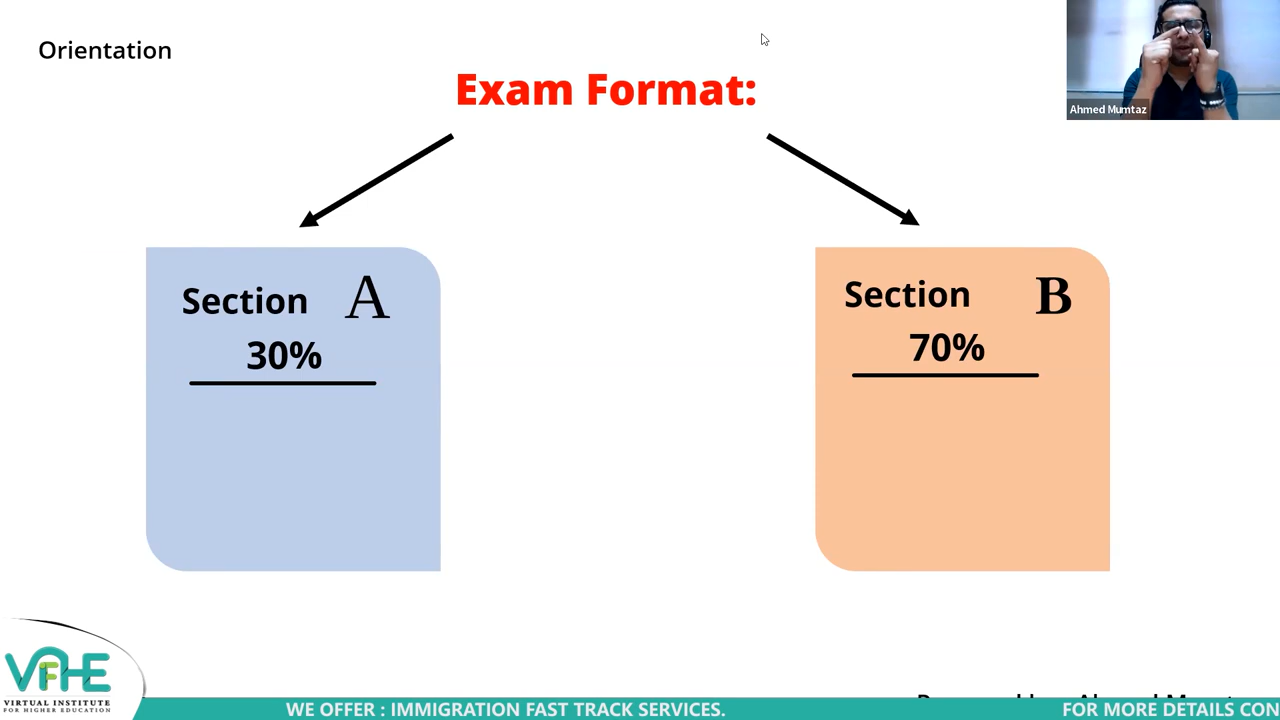 Orientation
Exam Format:
Ahmed Mumtaz
Section A
30%
Section B
70%
VFHE
VIRTUAL INSTITUTE
FOR HIGHER EDUCATION
WE OFFER : IMMIGRATION FAST TRACK SERVICES.
FOR MORE DETAILS CON